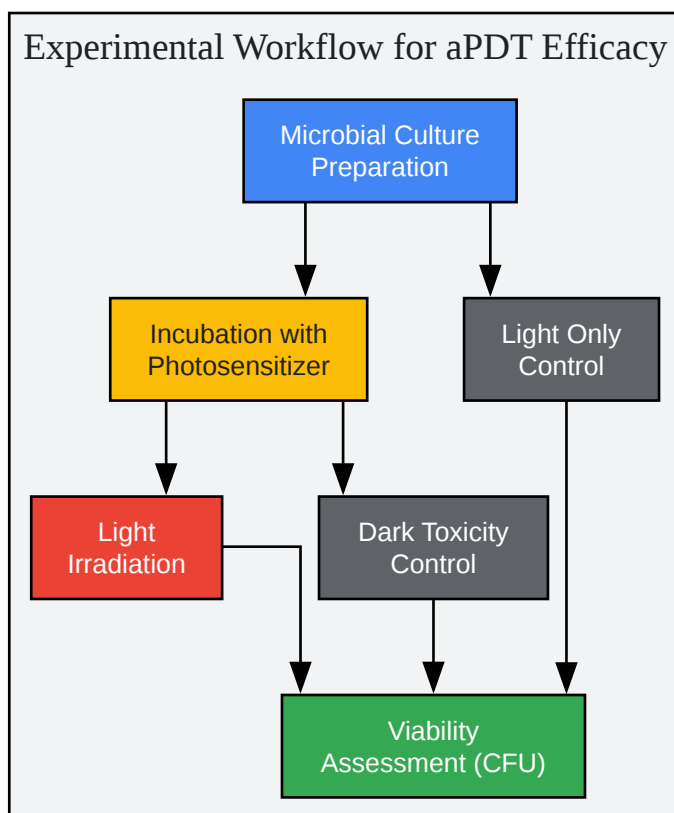 Experimental Workflow for aPDT Efficacy
Microbial Culture
Preparation
Incubation with
Photosensitizer
Light Only
Control
Light
Irradiation
Dark Toxicity
Control
Viability
Assessment (CFU)